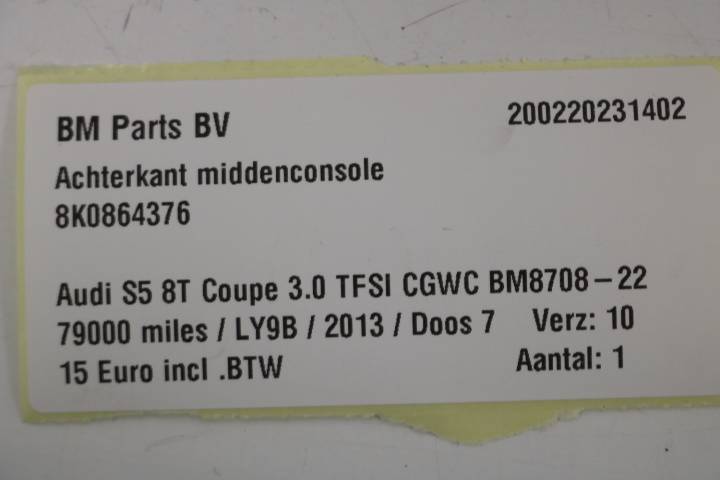 BM Parts BV 200220231402
Achterkant middenconsole
8K0864376
Audi S5 8T Coupe 3.0 TFSI CGWC BM8708-22
79000 miles / LY9B / 2013 / Doos 7 Verz: 10
15 Euro incl .BTW Aantal: 1